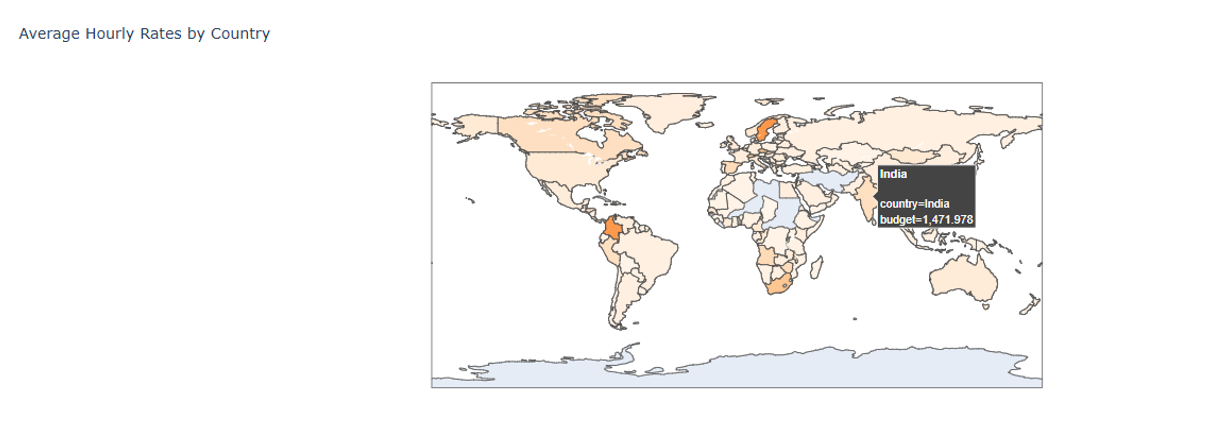 Average Hourly Rates by Country
India
country=India
budget=1,471.978